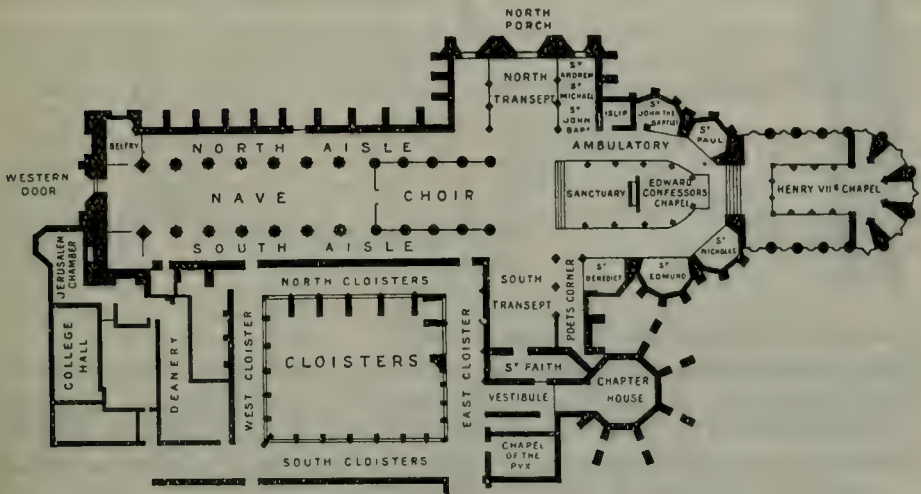 NORTH
PORCH
NORTH
TRANSEPT
ST
ANDREW
ST
MICHAEL
ST
JOHN
BAPT
ISLIP
ST
JOHN THE
BAPTIST
ST
PAUL
BELFRY
NORTH AISLE
AMBULATORY
WESTERN
DOOR
NAVE
CHOIR
SANCTUARY
EDWARD
CONFESSORS
CHAPEL
HENRY VIIS CHAPEL
SOUTH AISLE
ST
NICHOLAS
JERUSALEM
CHAMBER
NORTH CLOISTERS
SOUTH
TRANSEPT
POETS CORNER
ST
BENEDICT
ST
EDMUND
COLLEGE
HALL
DEANERY
WEST CLOISTER
CLOISTERS
EAST CLOISTER
ST FAITH
VESTIBULE
CHAPTER
HOUSE
CHAPEL
OF THE
PYX
SOUTH CLOISTERS